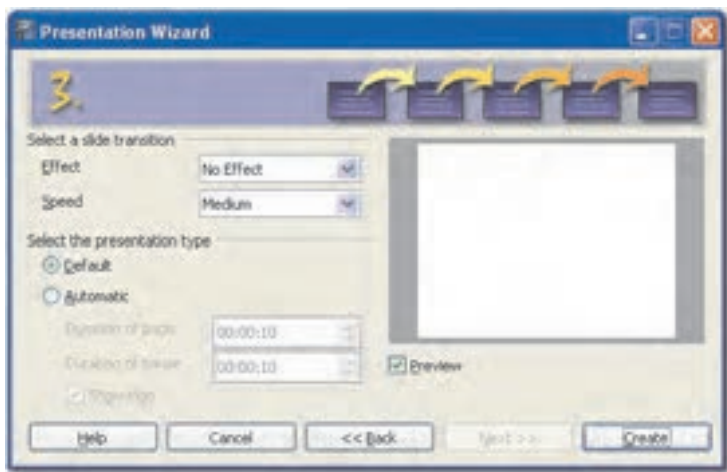 Presentation Wizard
3.
Select a slide transition
Effect No Effect
Speed Medium
Select the presentation type
Default
Automatic
Duration of page 00:00:10
Duration of pause 00:00:10
Preview
Help Cancel << Back Next >> Create